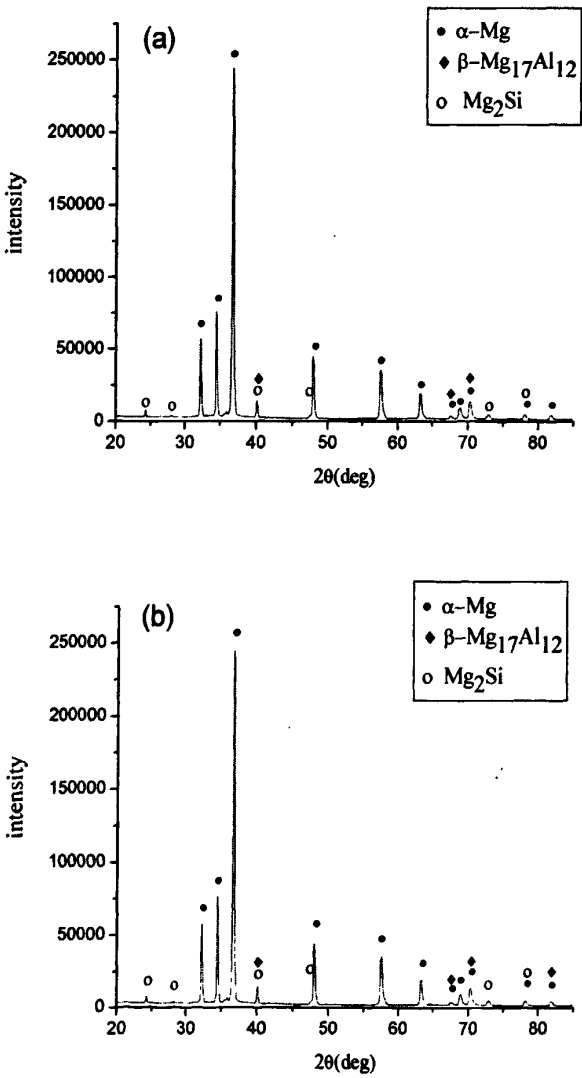 (a)
● α–Mg
♦ β–Mg17Al12
o Mg2Si
250000
200000
150000
100000
50000
0
intensity
20 30 40 50 60 70 80
2θ(deg)
(b)
● α–Mg
♦ β–Mg17Al12
o Mg2Si
250000
200000
150000
100000
50000
0
intensity
20 30 40 50 60 70 80
2θ(deg)